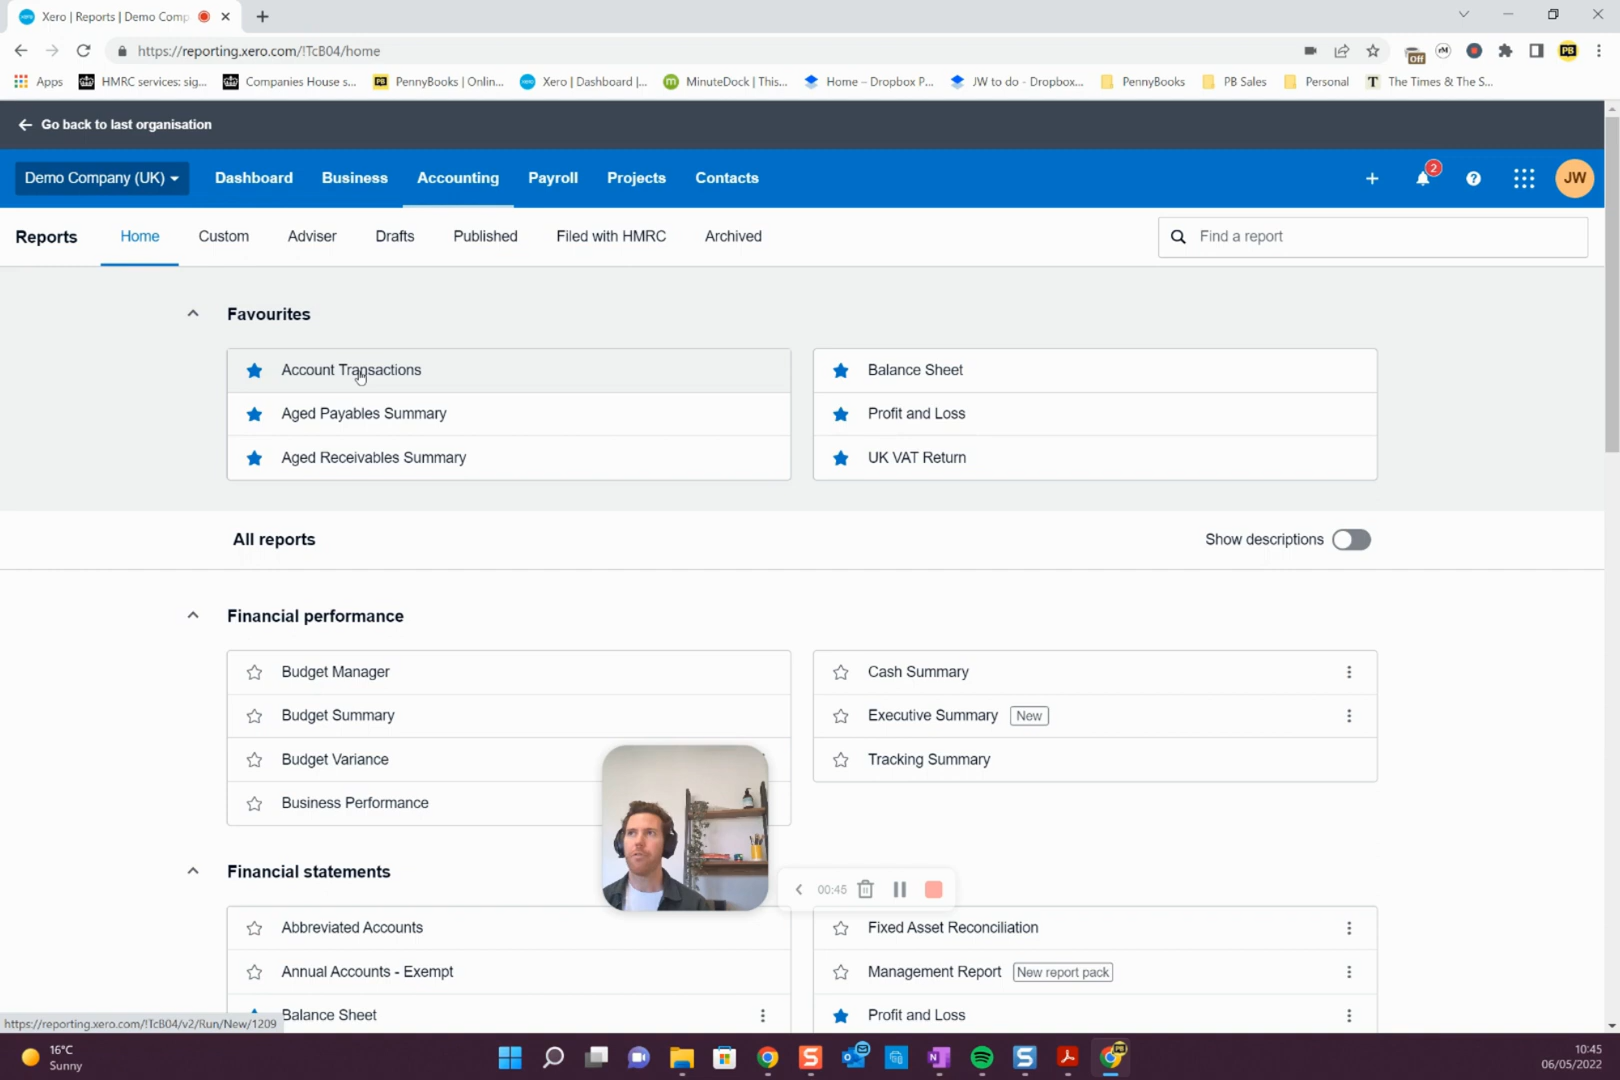 Xero | Reports | Demo Comp
https://reporting.xero.com/!TcB04/home
Off
rM
PB
Apps
HMRC services: sig...
Companies House s...
PB
PennyBooks | Onlin...
Xero | Dashboard |...
m
MinuteDock | This...
Home – Dropbox P...
JW to do - Dropbox...
PennyBooks
PB Sales
Personal
T
The Times & The S...
Go back to last organisation
Demo Company (UK)
Dashboard
Business
Accounting
Payroll
Projects
Contacts
2
JW
Reports
Home
Custom
Adviser
Drafts
Published
Filed with HMRC
Archived
Find a report
Favourites
Account Transactions
Balance Sheet
Aged Payables Summary
Profit and Loss
Aged Receivables Summary
UK VAT Return
All reports
Show descriptions
Financial performance
Budget Manager
Cash Summary
Budget Summary
Executive Summary New
Budget Variance
Tracking Summary
Business Performance
Financial statements
00:45
Abbreviated Accounts
Fixed Asset Reconciliation
Annual Accounts - Exempt
Management Report New report pack
Balance Sheet
Profit and Loss
https://reporting.xero.com/!TcB04/v2/Run/New/1209
16°C
Sunny
10:45
06/05/2022